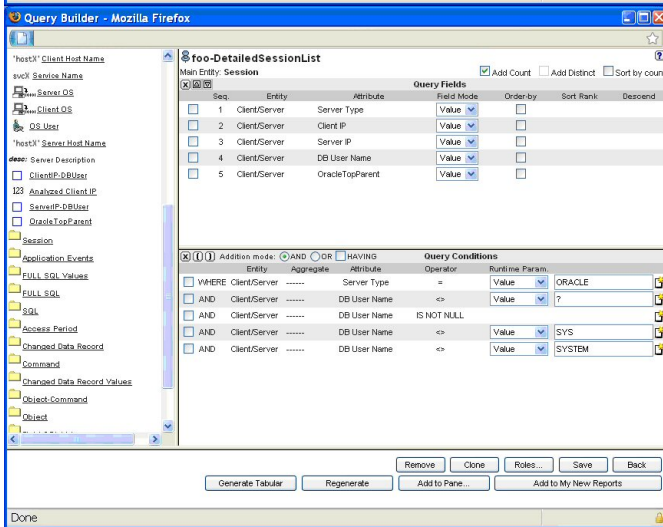 Query Builder - Mozilla Firefox
'hostX' Client Host Name
svcX Service Name
Server OS
Client OS
OS User
'hostX' Server Host Name
desc: Server Description
ClientIP-DBUser
123 Analyzed Client IP
ServerIP-DBUser
OracleTopParent
Session
Application Events
FULL SQL Values
FULL SQL
SQL
Access Period
Changed Data Record
Command
Changed Data Record Values
Object-Command
Object
foo-DetailedSessionList
Main Entity: Session
Add Count Add Distinct Sort by coun
Query Fields
Seq. Entity Attribute Field Mode Order-by Sort Rank Descend
1 Client/Server Server Type Value
2 Client/Server Client IP Value
3 Client/Server Server IP Value
4 Client/Server DB User Name Value
5 Client/Server OracleTopParent Value
Addition mode: AND OR HAVING Query Conditions
Entity Aggregate Attribute Operator Runtime Param.
WHERE Client/Server ------ Server Type = Value ORACLE
AND Client/Server ------ DB User Name <> Value ?
AND Client/Server ------ DB User Name IS NOT NULL
AND Client/Server ------ DB User Name <> Value SYS
AND Client/Server ------ DB User Name <> Value SYSTEM
Remove Clone Roles... Save Back
Generate Tabular Regenerate Add to Pane... Add to My New Reports
Done